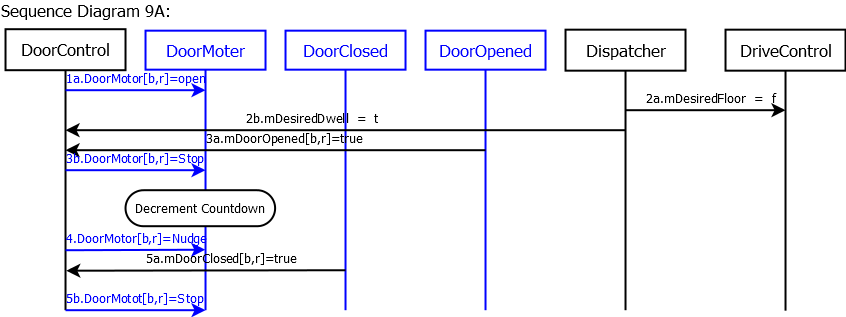 Sequence Diagram 9A:
DoorControl
DoorMoter
DoorClosed
DoorOpened
Dispatcher
DriveControl
1a.DoorMotor[b,r]=open
2a.mDesiredFloor = f
2b.mDesiredDwell = t
3a.mDoorOpened[b,r]=true
3b.DoorMotor[b,r]=Stop
Decrement Countdown
4.DoorMotor[b,r]=Nudge
5a.mDoorClosed[b,r]=true
5b.DoorMotot[b,r]=Stop